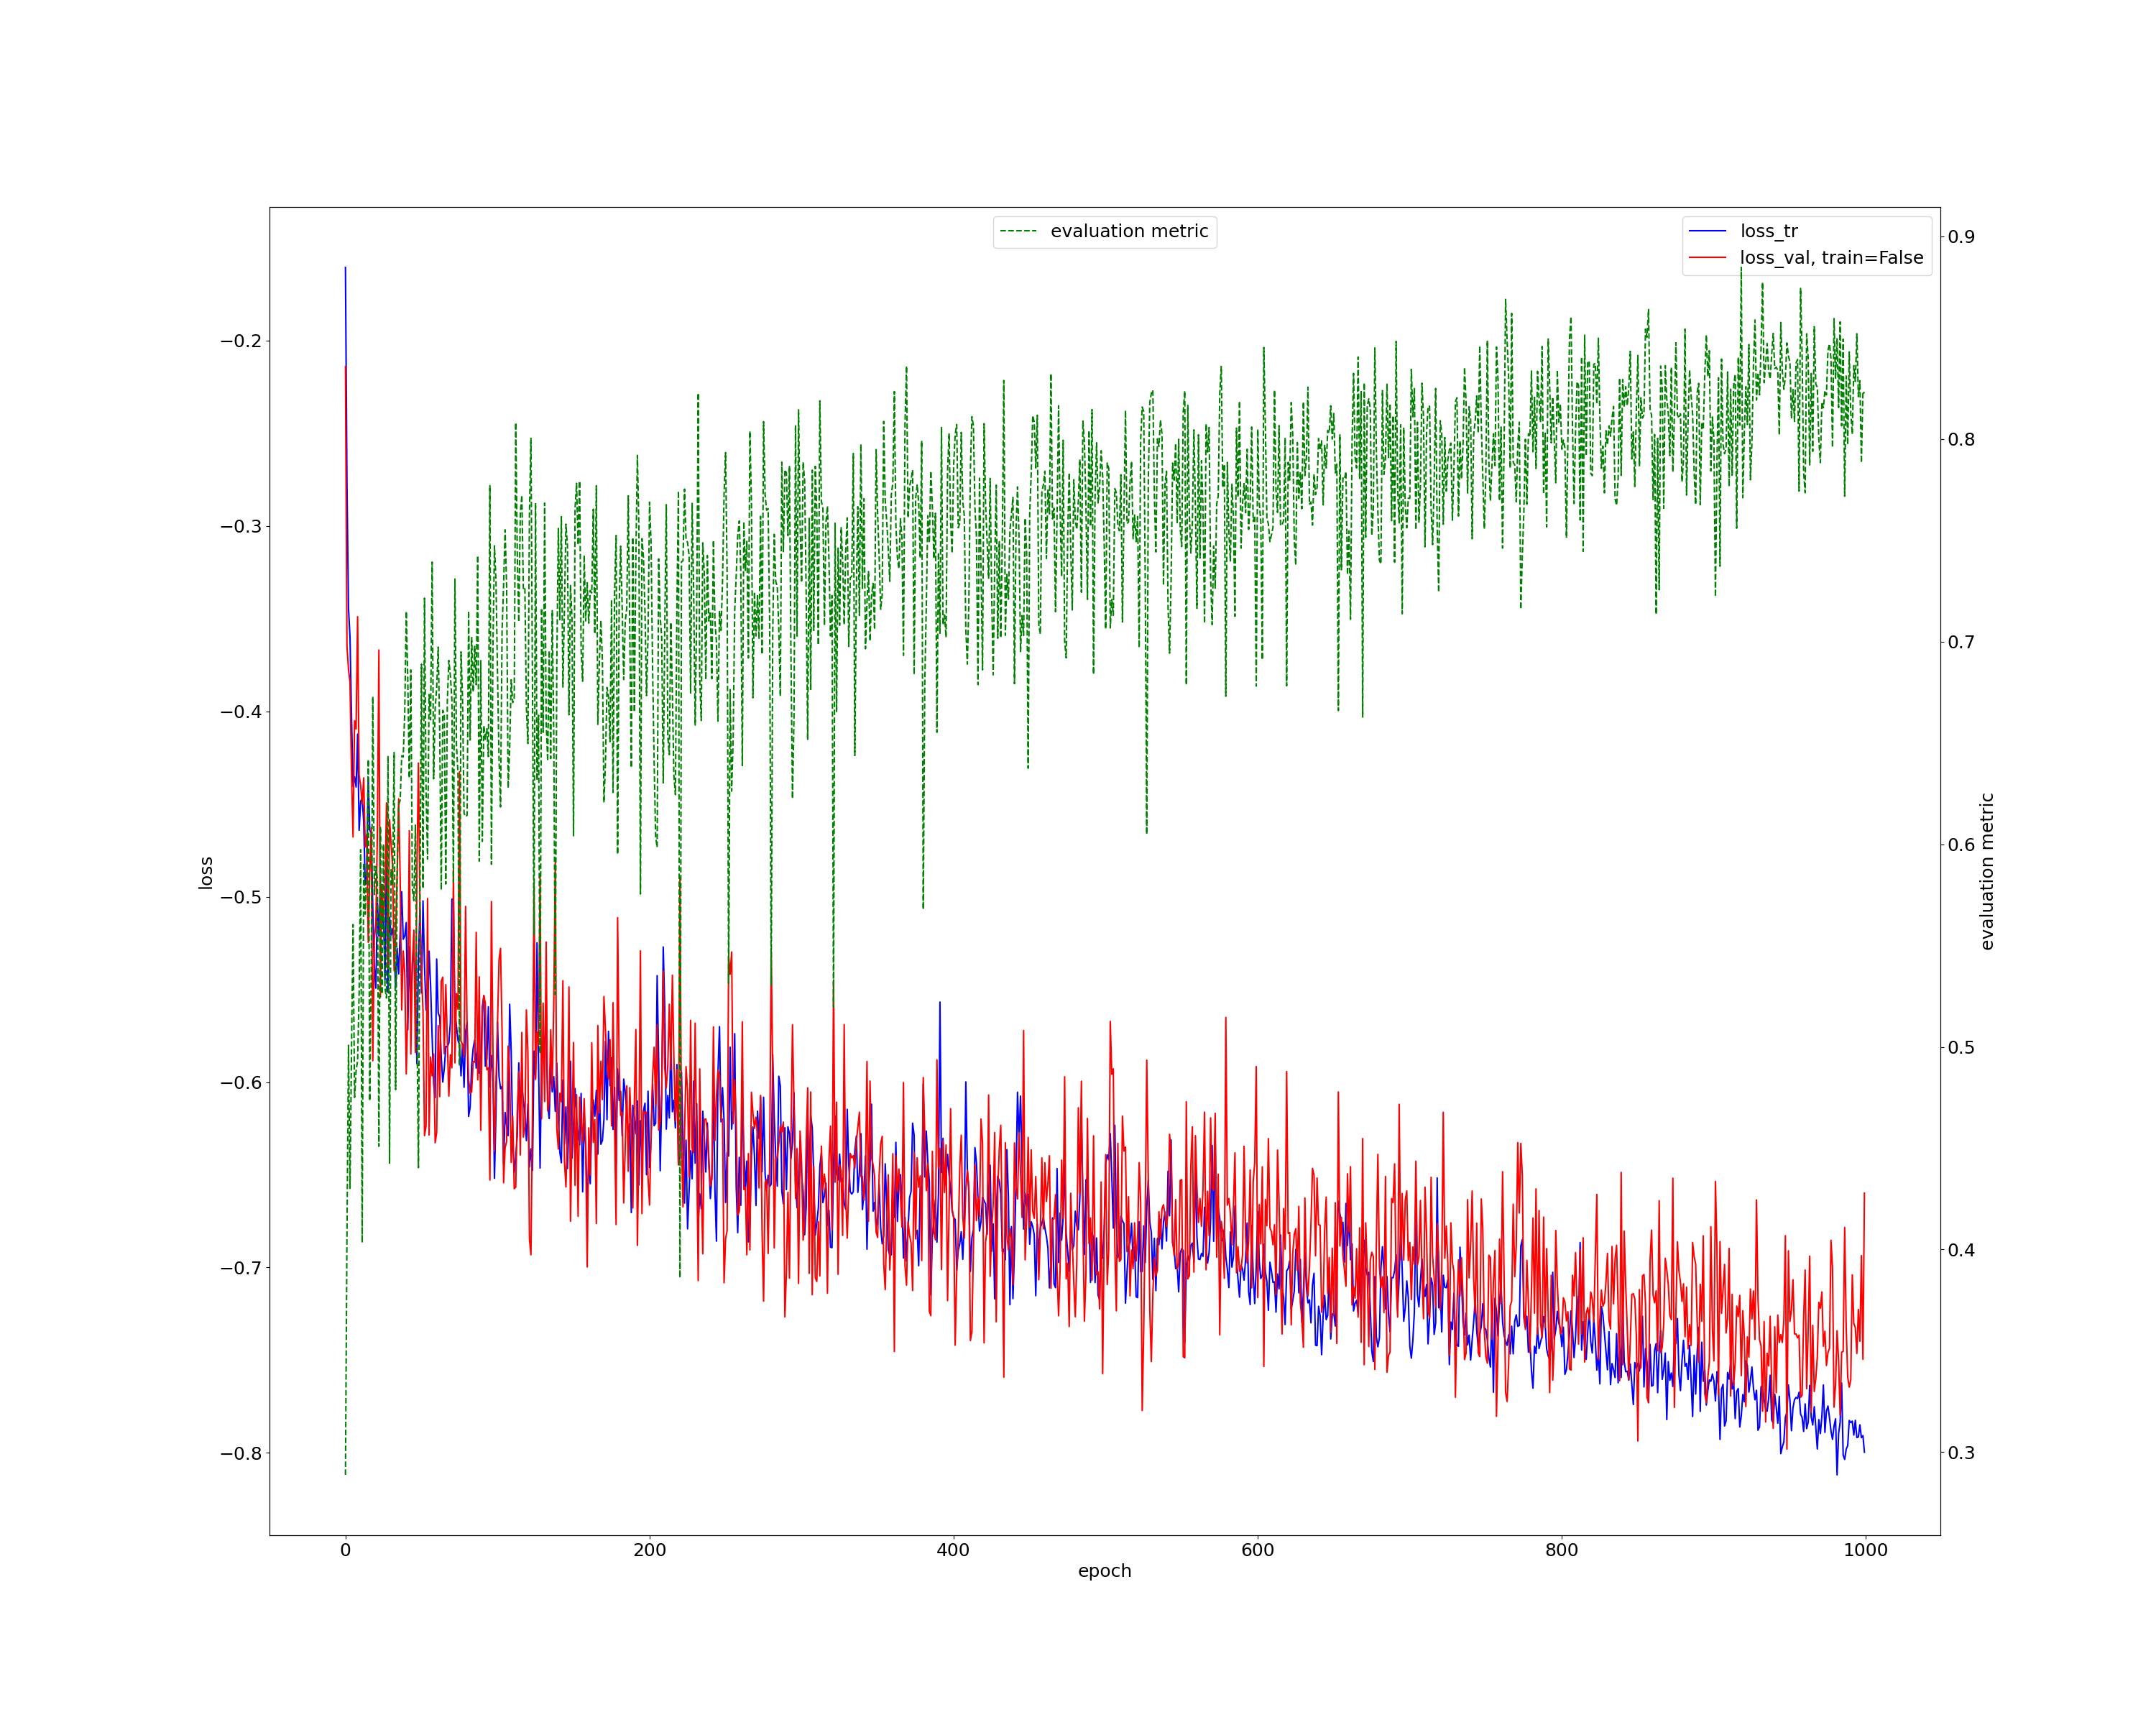 evaluation metric
loss_tr
loss_val, train=False
−0.2
−0.3
−0.4
−0.5
−0.6
−0.7
−0.8
loss
0.9
0.8
0.7
0.6
0.5
0.4
0.3
evaluation metric
0 200 400 600 800 1000
epoch